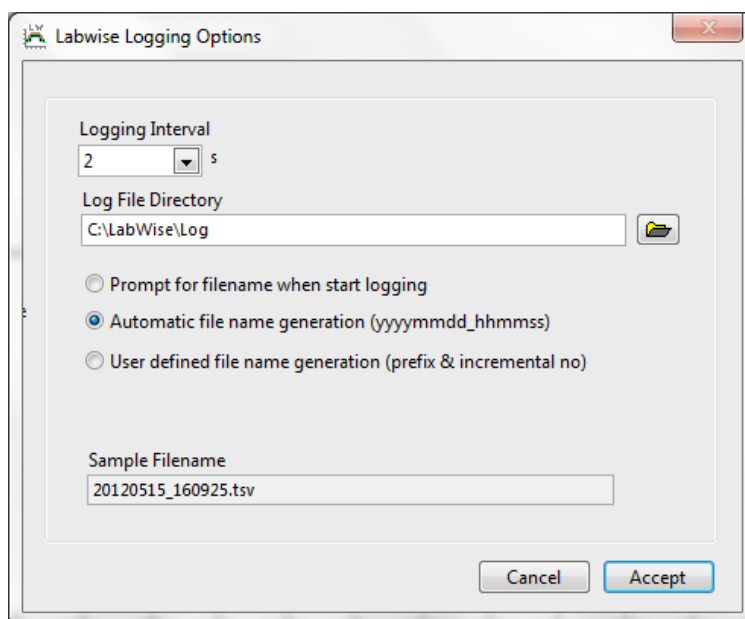 Labwise Logging Options
Logging Interval
2 s
Log File Directory
C:\LabWise\Log
Prompt for filename when start logging
Automatic file name generation (yyyymmdd_hhmmss)
User defined file name generation (prefix & incremental no)
Sample Filename
20120515_160925.tsv
Cancel Accept